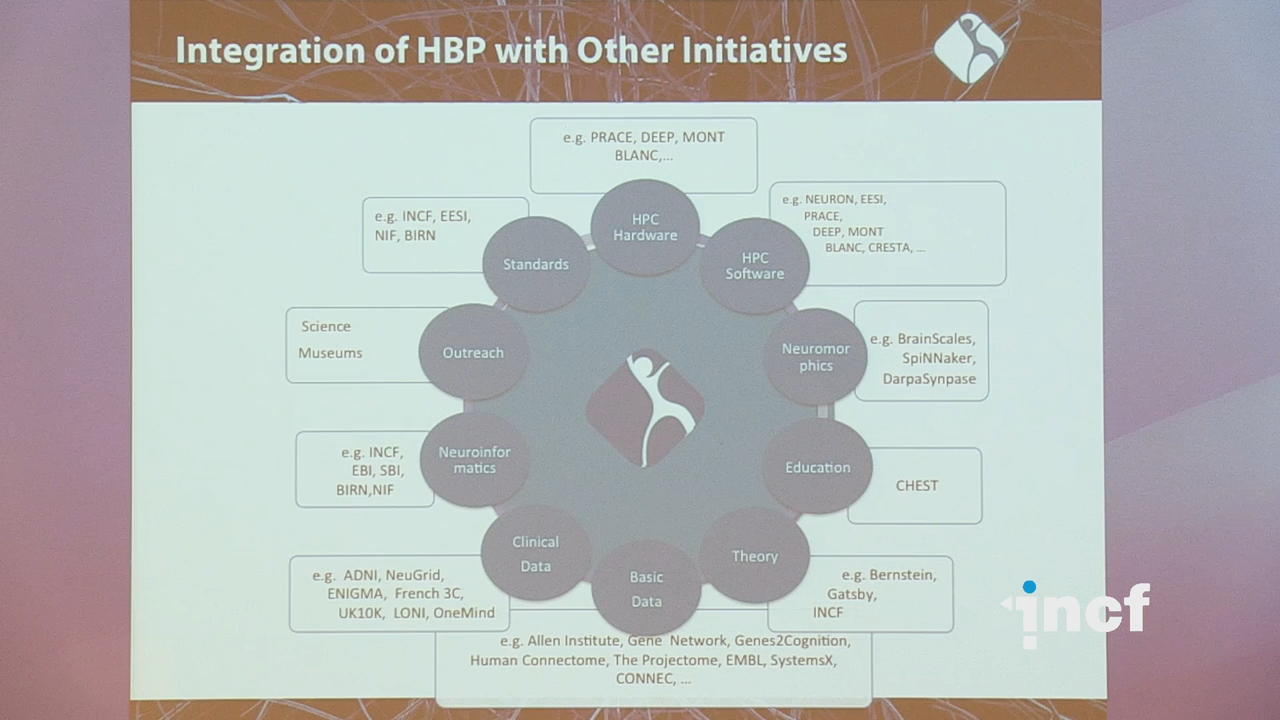 Integration of HBP with Other Initiatives
e.g. PRACE, DEEP, MONT
BLANC,...
HPC
Hardware
e.g. NEURON, EESI,
PRACE,
DEEP, MONT
BLANC, CRESTA, ...
HPC
Software
e.g. INCF, EESI,
NIF, BIRN
Standards
Science
Museums
Outreach
Neuromor
phics
e.g. BrainScales,
SpiNNaker,
DarpaSynpase
e.g. INCF,
EBI, SBI,
BIRN,NIF
Neuroinfor
matics
Education
CHEST
Clinical
Data
e.g. ADNI, NeuGrid,
ENIGMA, French 3C,
UK10K, LONI, OneMind
Basic
Data
Theory
e.g. Bernstein,
Gatsby,
INCF
e.g. Allen Institute, Gene Network, Genes2Cognition,
Human Connectome, The Projectome, EMBL, SystemsX,
CONNEC, ...
incf